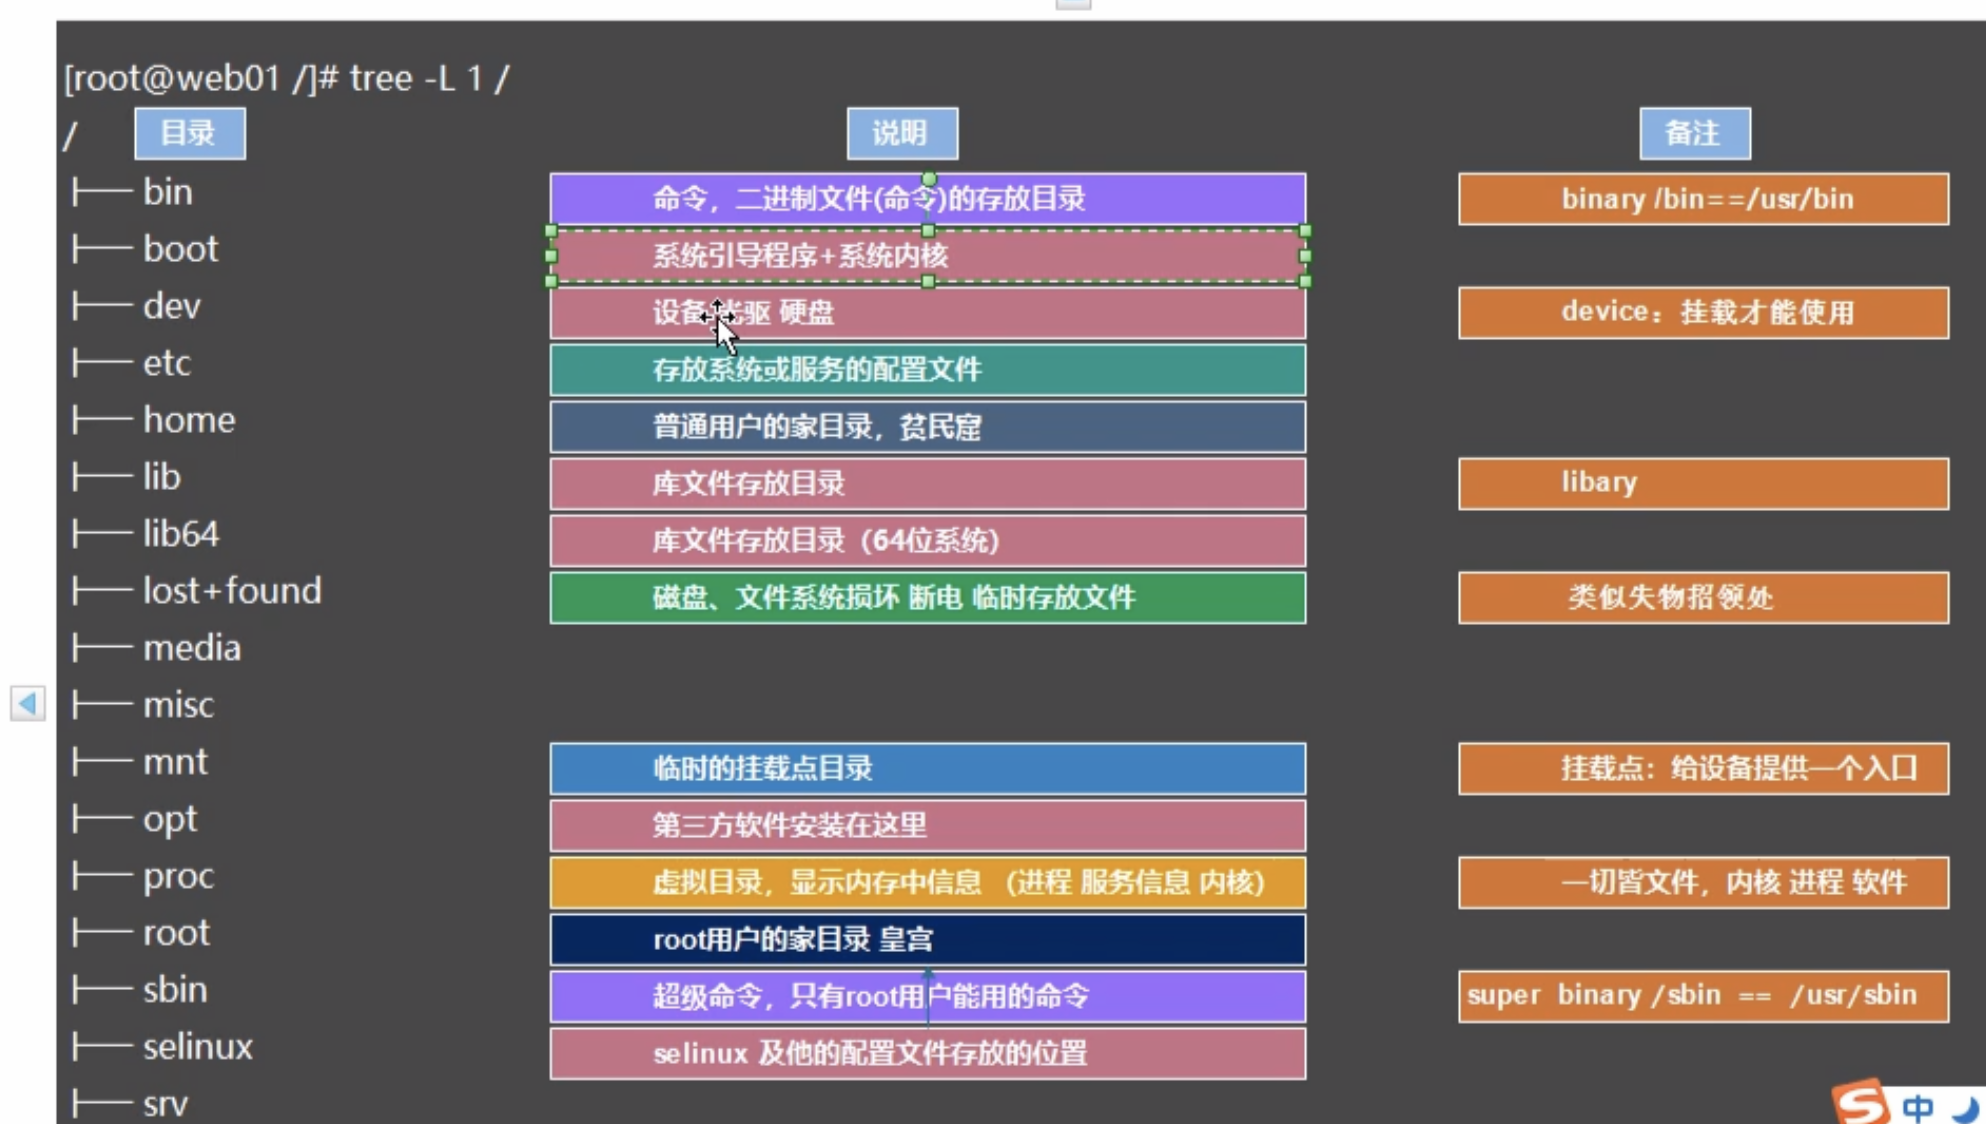 [root@web01 /]# tree -L 1 /
/ 目录 说明 备注
├── bin 命令，二进制文件(命令)的存放目录 binary /bin==/usr/bin
├── boot 系统引导程序+系统内核
├── dev 设备 光驱 硬盘 device：挂载才能使用
├── etc 存放系统或服务的配置文件
├── home 普通用户的家目录，贫民窟
├── lib 库文件存放目录 libary
├── lib64 库文件存放目录（64位系统）
├── lost+found 磁盘、文件系统损坏 断电 临时存放文件 类似失物招领处
├── media
├── misc
├── mnt 临时的挂载点目录 挂载点：给设备提供一个入口
├── opt 第三方软件安装在这里
├── proc 虚拟目录，显示内存中信息 （进程 服务信息 内核） 一切皆文件，内核 进程 软件
├── root root用户的家目录 皇宫
├── sbin 超级命令，只有root用户能用的命令 super binary /sbin == /usr/sbin
├── selinux selinux 及他的配置文件存放的位置
├── srv
S 中